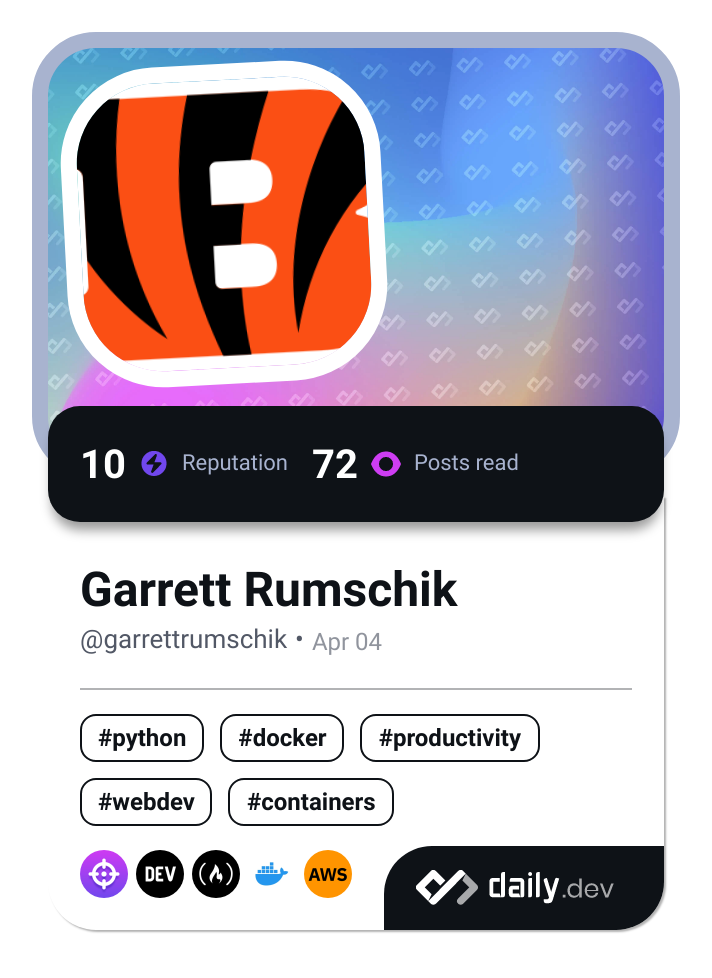 B
10 Reputation 72 Posts read
Garrett Rumschik
@garrettrumschik • Apr 04
#python #docker #productivity
#webdev #containers
DEV AWS
daily.dev